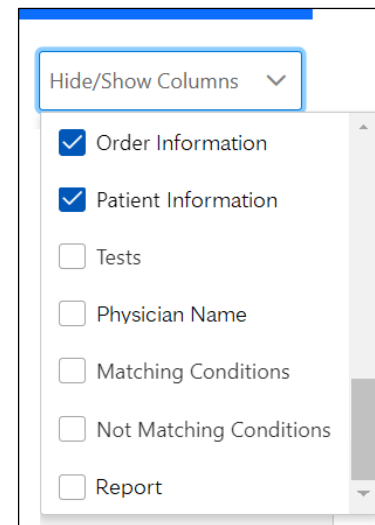 Hide/Show Columns
Order Information
Patient Information
Tests
Physician Name
Matching Conditions
Not Matching Conditions
Report